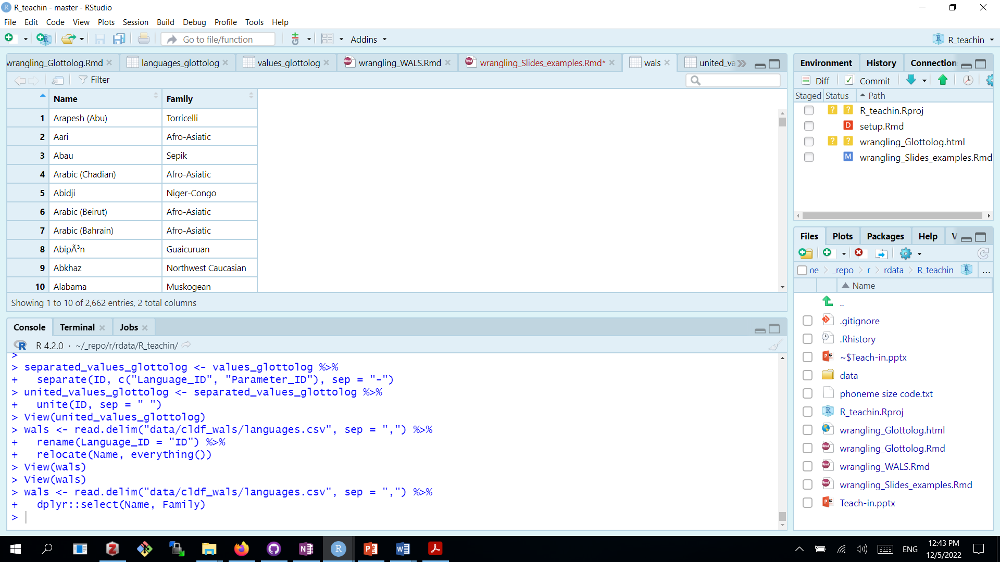 R_teachin - master - RStudio
File Edit Code View Plots Session Build Debug Profile Tools Help
Go to file/function Addins R_teachin
wrangling_Glottolog.Rmd languages_glottolog values_glottolog wrangling_WALS.Rmd wrangling_Slides_examples.Rmd* wals united_va
Filter
Name Family
1 Arapesh (Abu) Torricelli
2 Aari Afro-Asiatic
3 Abau Sepik
4 Arabic (Chadian) Afro-Asiatic
5 Abidji Niger-Congo
6 Arabic (Beirut) Afro-Asiatic
7 Arabic (Bahrain) Afro-Asiatic
8 AbipÃ³n Guaicuruan
9 Abkhaz Northwest Caucasian
10 Alabama Muskogean
Showing 1 to 10 of 2,662 entries, 2 total columns
Console Terminal Jobs
R 4.2.0 · ~/_repo/r/rdata/R_teachin/
>
> separated_values_glottolog <- values_glottolog %>%
+   separate(ID, c("Language_ID", "Parameter_ID"), sep = "-")
> united_values_glottolog <- separated_values_glottolog %>%
+   unite(ID, sep = " ")
> View(united_values_glottolog)
> wals <- read.delim("data/cldf_wals/languages.csv", sep = ",") %>%
+   rename(Language_ID = "ID") %>%
+   relocate(Name, everything())
> View(wals)
> View(wals)
> wals <- read.delim("data/cldf_wals/languages.csv", sep = ",") %>%
+   dplyr::select(Name, Family)
>
Environment History Connection
Diff Commit
Staged Status Path
? ? R_teachin.Rproj
D setup.Rmd
? ? wrangling_Glottolog.html
M wrangling_Slides_examples.Rmd
Files Plots Packages Help V
ne _repo r rdata R_teachin ...
Name
..
.gitignore
.Rhistory
~$Teach-in.pptx
data
phoneme size code.txt
R_teachin.Rproj
wrangling_Glottolog.html
wrangling_Glottolog.Rmd
wrangling_WALS.Rmd
wrangling_Slides_examples.Rmd
Teach-in.pptx
ENG
12:43 PM
12/5/2022